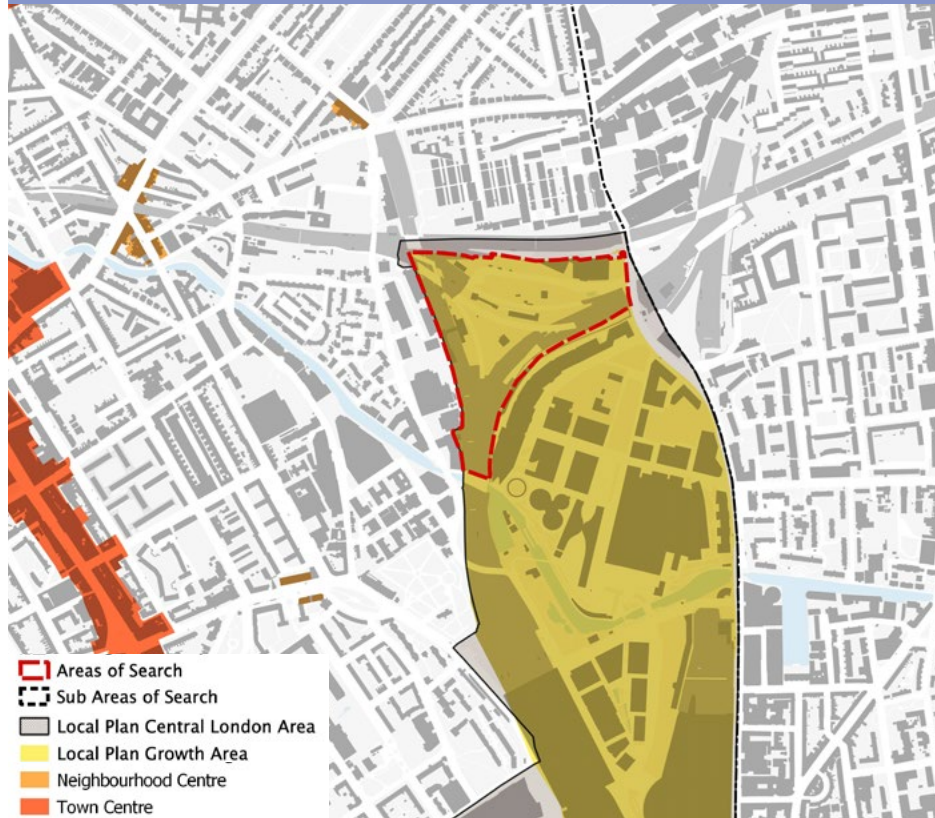 Areas of Search
Sub Areas of Search
Local Plan Central London Area
Local Plan Growth Area
Neighbourhood Centre
Town Centre